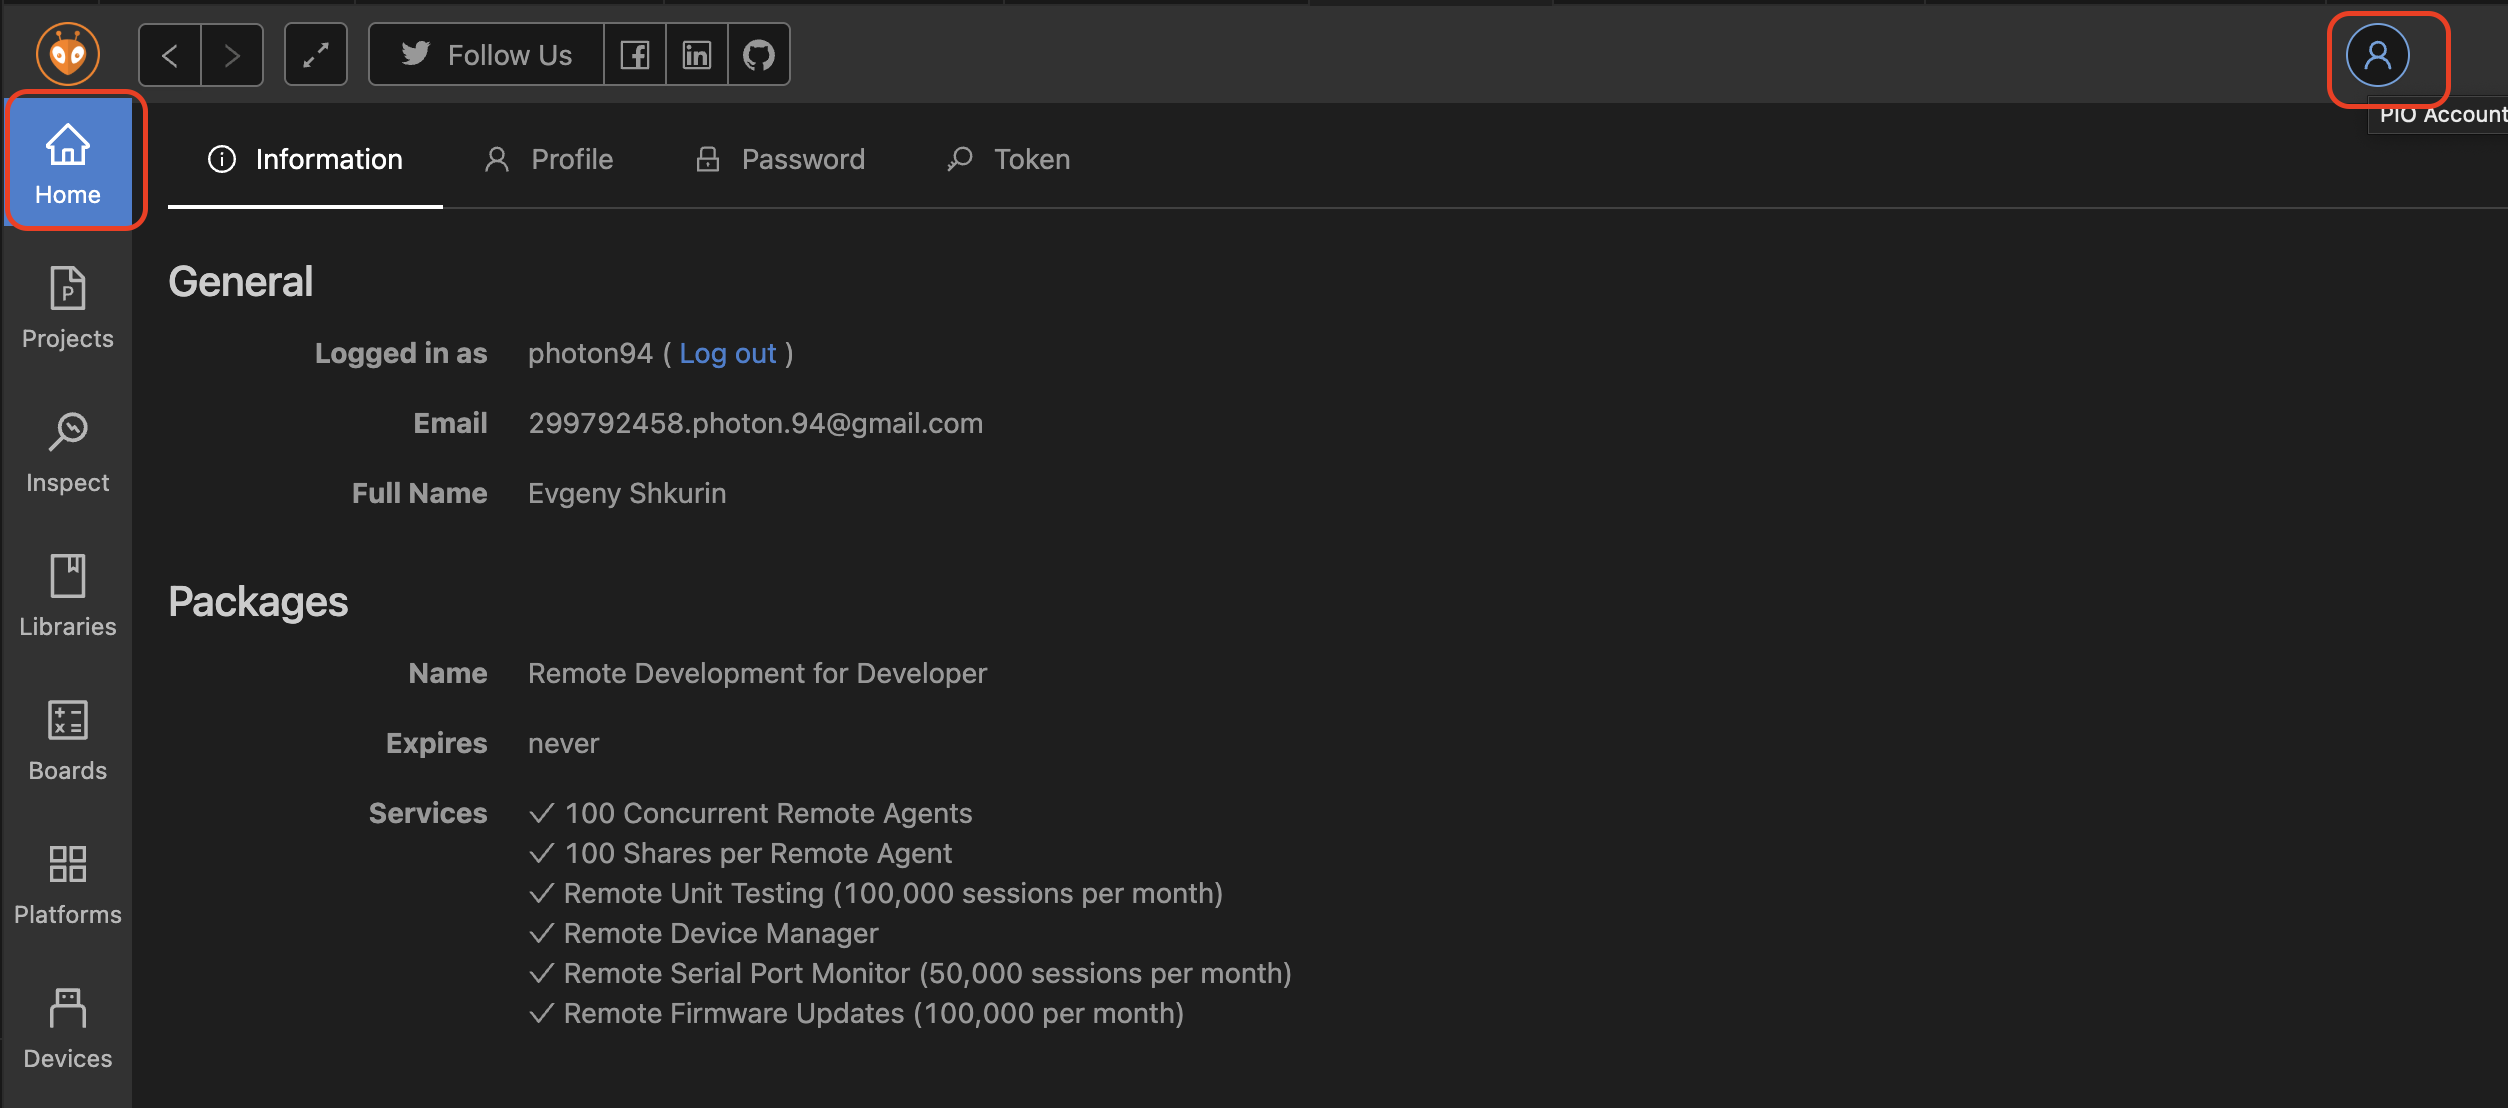 Follow Us
PIO Account
Home
Projects
Inspect
Libraries
Boards
Platforms
Devices
Information Profile Password Token
General
Logged in as photon94 ( Log out )
Email 299792458.photon.94@gmail.com
Full Name Evgeny Shkurin
Packages
Name Remote Development for Developer
Expires never
Services ✓ 100 Concurrent Remote Agents
✓ 100 Shares per Remote Agent
✓ Remote Unit Testing (100,000 sessions per month)
✓ Remote Device Manager
✓ Remote Serial Port Monitor (50,000 sessions per month)
✓ Remote Firmware Updates (100,000 per month)